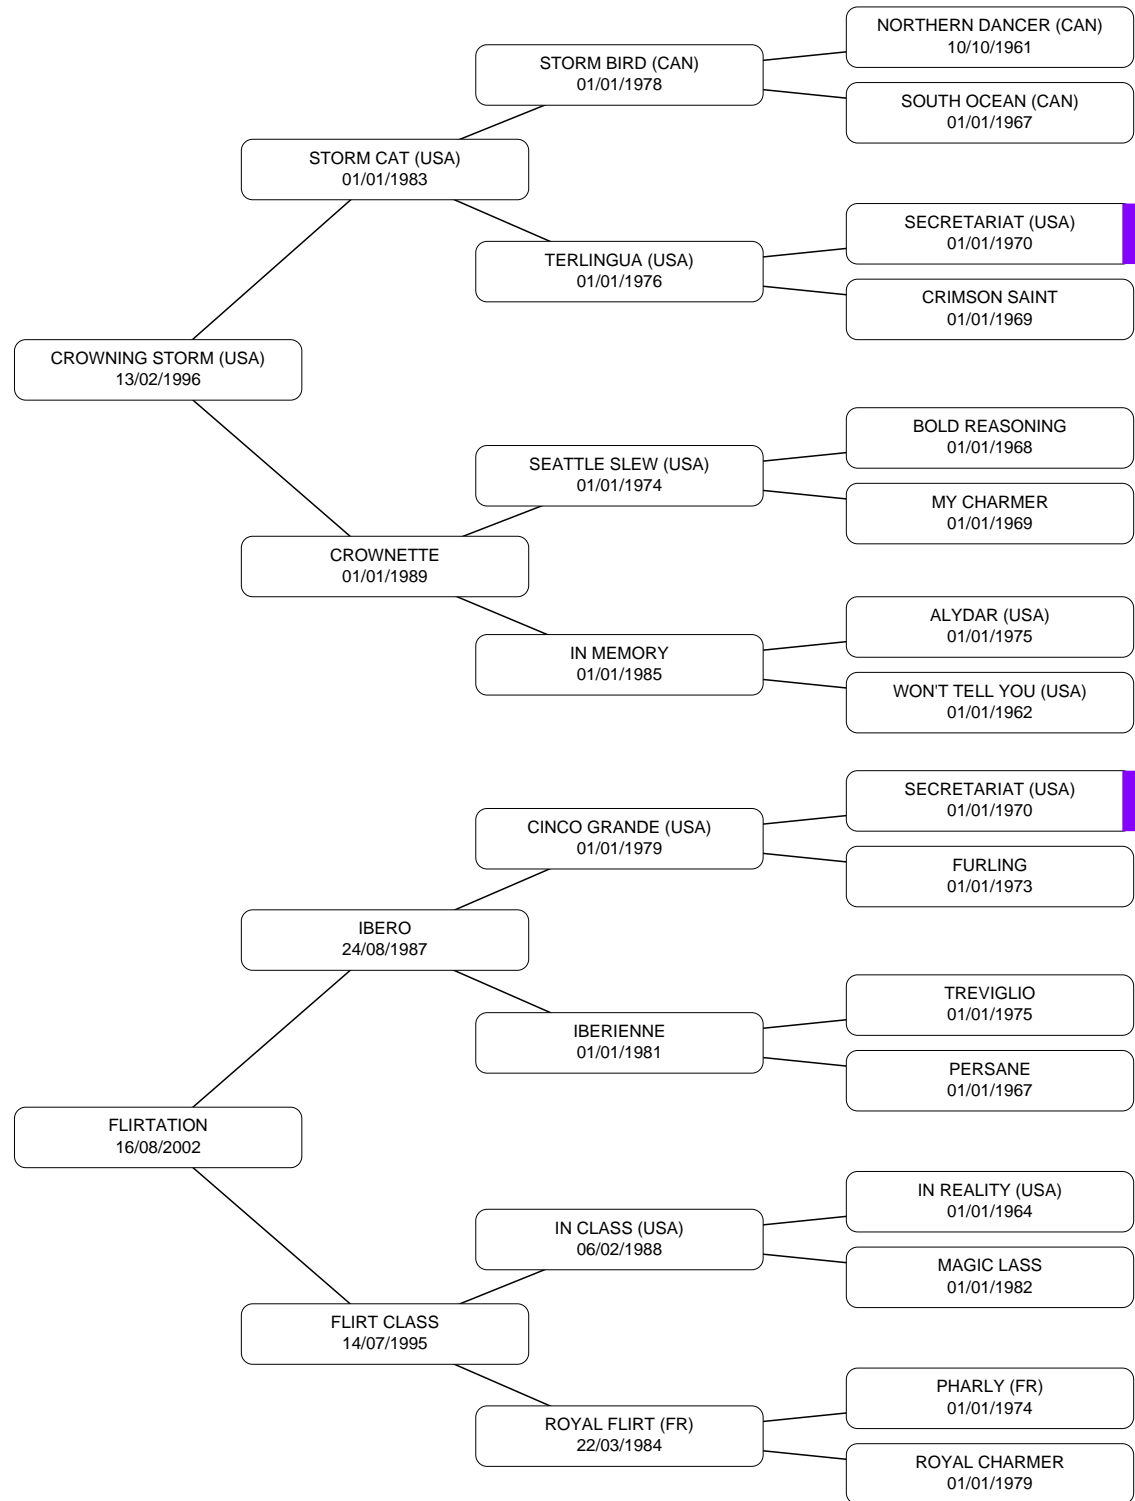 NORTHERN DANCER (CAN)
10/10/1961
STORM BIRD (CAN)
01/01/1978
SOUTH OCEAN (CAN)
01/01/1967
STORM CAT (USA)
01/01/1983
SECRETARIAT (USA)
01/01/1970
TERLINGUA (USA)
01/01/1976
CRIMSON SAINT
01/01/1969
CROWNING STORM (USA)
13/02/1996
BOLD REASONING
01/01/1968
SEATTLE SLEW (USA)
01/01/1974
MY CHARMER
01/01/1969
CROWNETTE
01/01/1989
ALYDAR (USA)
01/01/1975
IN MEMORY
01/01/1985
WON'T TELL YOU (USA)
01/01/1962
SECRETARIAT (USA)
01/01/1970
CINCO GRANDE (USA)
01/01/1979
FURLING
01/01/1973
IBERO
24/08/1987
TREVIGLIO
01/01/1975
IBERIENNE
01/01/1981
PERSANE
01/01/1967
FLIRTATION
16/08/2002
IN REALITY (USA)
01/01/1964
IN CLASS (USA)
06/02/1988
MAGIC LASS
01/01/1982
FLIRT CLASS
14/07/1995
PHARLY (FR)
01/01/1974
ROYAL FLIRT (FR)
22/03/1984
ROYAL CHARMER
01/01/1979